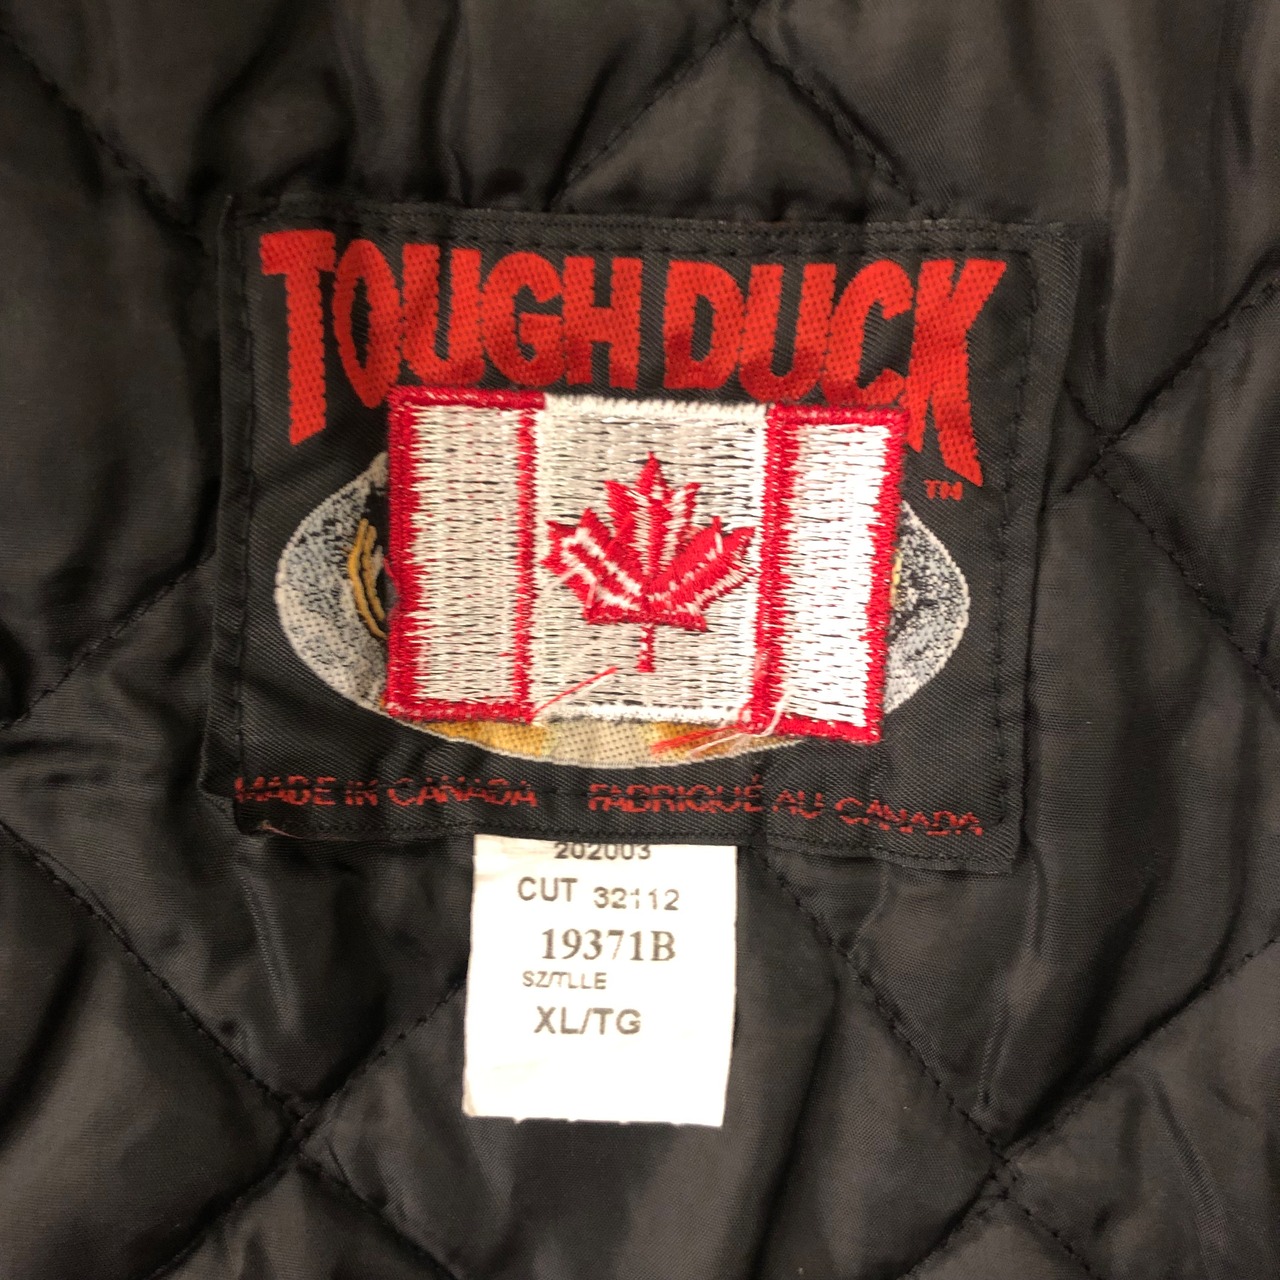 TOUGH DUCK
TM
MADE IN CANADA FABRIQUÉ AU CANADA
202003
CUT 32112
19371B
SZ/TLLE
XL/TG